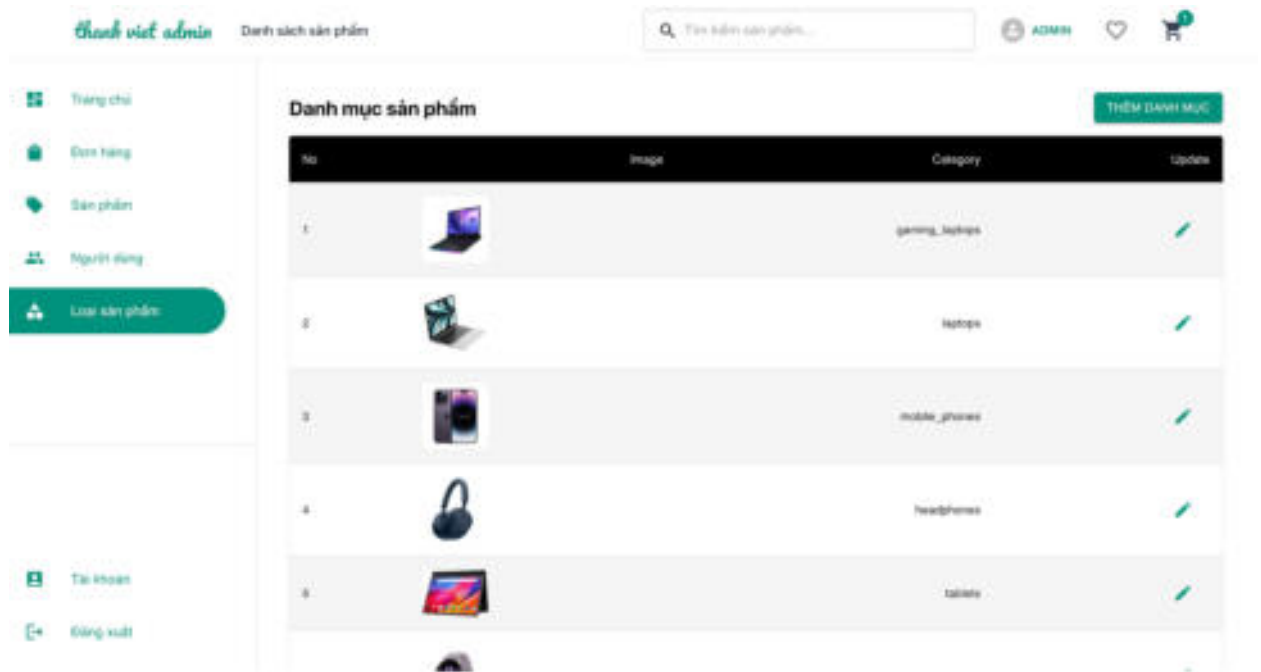 thanh viet admin
Danh sách sản phẩm
Tìm kiếm sản phẩm...
ADMIN
1
Trang chủ
Đơn hàng
Sản phẩm
Người dùng
Loại sản phẩm
Tài khoản
Đăng xuất
Danh mục sản phẩm
THÊM DANH MỤC
No Image Category Update
1 gaming_laptops
2 laptops
3 mobile_phones
4 headphones
5 tablets